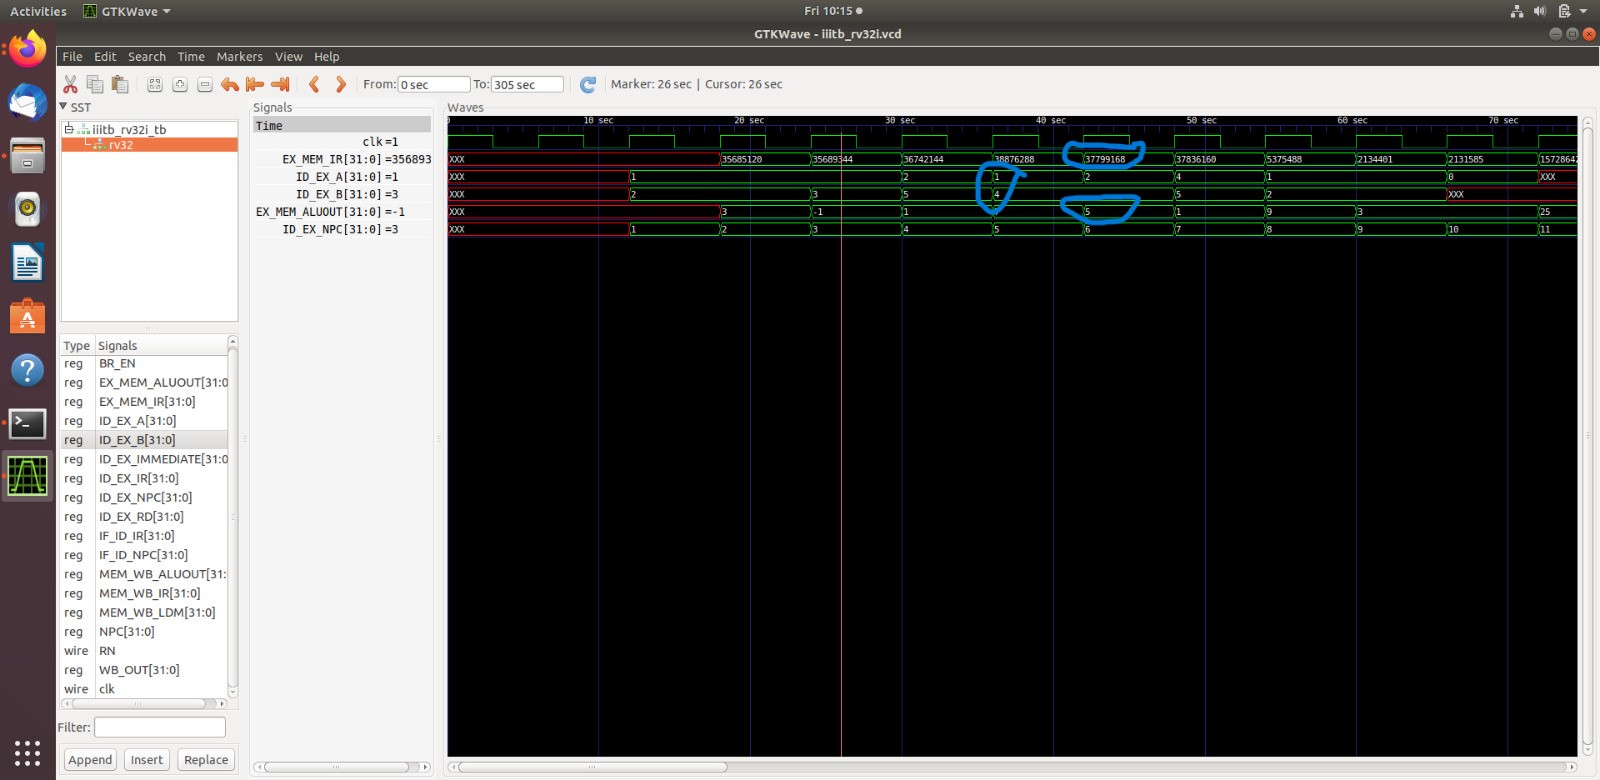 Activities
GTKWave
Fri 10:15
GTKWave - iiitb_rv32i.vcd
File Edit Search Time Markers View Help
From: 0 sec To: 305 sec Marker: 26 sec | Cursor: 26 sec
SST
iiitb_rv32i_tb
rv32
Type Signals
reg BR_EN
reg EX_MEM_ALUOUT[31:0
reg EX_MEM_IR[31:0]
reg ID_EX_A[31:0]
reg ID_EX_B[31:0]
reg ID_EX_IMMEDIATE[31:0
reg ID_EX_IR[31:0]
reg ID_EX_NPC[31:0]
reg ID_EX_RD[31:0]
reg IF_ID_IR[31:0]
reg IF_ID_NPC[31:0]
reg MEM_WB_ALUOUT[31:
reg MEM_WB_IR[31:0]
reg MEM_WB_LDM[31:0]
reg NPC[31:0]
wire RN
reg WB_OUT[31:0]
wire clk
Filter:
Append Insert Replace
Signals
Time
clk =1
EX_MEM_IR[31:0] =356893
ID_EX_A[31:0] =1
ID_EX_B[31:0] =3
EX_MEM_ALUOUT[31:0] =-1
ID_EX_NPC[31:0] =3
Waves
10 sec 20 sec 30 sec 40 sec 50 sec 60 sec 70 sec
XXX 35685120 35689344 36742144 38876288 37799168 37836160 5375488 2134401 2131585 15728642
XXX 1 2 1 2 4 1 0 XXX
XXX 2 3 5 4 5 2 XXX
XXX 3 -1 1 5 1 9 3 25
XXX 1 2 3 4 5 6 7 8 9 10 11